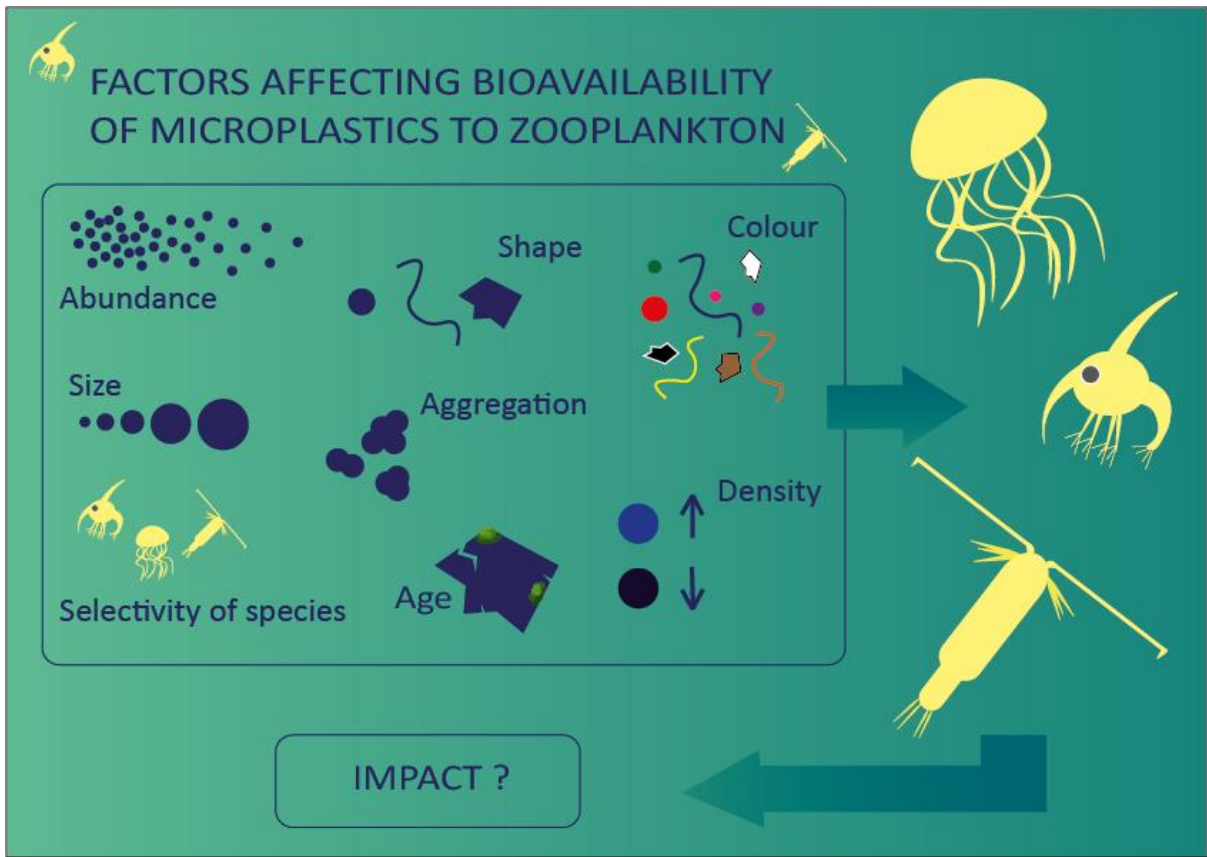 FACTORS AFFECTING BIOAVAILABILITY
OF MICROPLASTICS TO ZOOPLANKTON
Abundance
Shape
Colour
Size
Aggregation
Density
Selectivity of species
Age
IMPACT ?